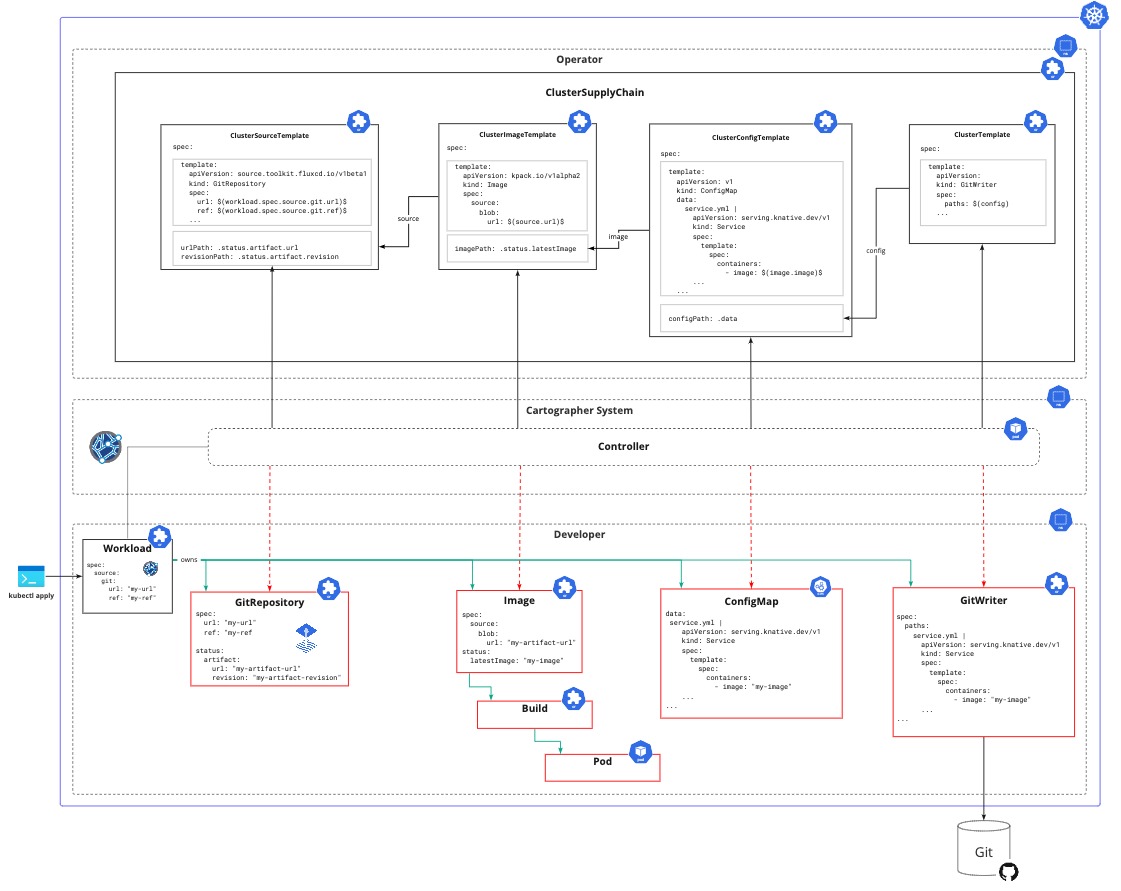 Operator
ClusterSupplyChain
ClusterSourceTemplate
spec:
template:
apiVersion: source.toolkit.fluxcd.io/v1beta1
kind: GitRepository
spec:
url: $(workload.spec.source.git.url)$
ref: $(workload.spec.source.git.ref)$
...
urlPath: .status.artifact.url
revisionPath: .status.artifact.revision
source
ClusterImageTemplate
spec:
template:
apiVersion: kpack.io/v1alpha2
kind: Image
spec:
source:
blob:
url: $(source.url)$
imagePath: .status.latestImage
image
ClusterConfigTemplate
spec:
template:
apiVersion: v1
kind: ConfigMap
data:
service.yml |
apiVersion: serving.knative.dev/v1
kind: Service
spec:
template:
spec:
containers:
- image: $(image.image)$
...
...
configPath: .data
config
ClusterTemplate
spec:
template:
apiVersion:
kind: GitWriter
spec:
paths: $(config)
...
Cartographer System
Controller
pod
Developer
kubectl apply
Workload
spec:
source:
git:
url: "my-url"
ref: "my-ref"
owns
GitRepository
spec:
url: "my-url"
ref: "my-ref
status:
artifact:
url: "my-artifact-url"
revision: "my-artifact-revision"
Image
spec:
source:
blob:
url: "my-artifact-url"
status:
latestImage: "my-image"
Build
Pod
pod
ConfigMap
data:
service.yml |
apiVersion: serving.knative.dev/v1
kind: Service
spec:
template:
spec:
containers:
- image: "my-image"
...
...
GitWriter
spec:
paths:
service.yml |
apiVersion: serving.knative.dev/v1
kind: Service
spec:
template:
spec:
containers:
- image: "my-image"
...
...
Git